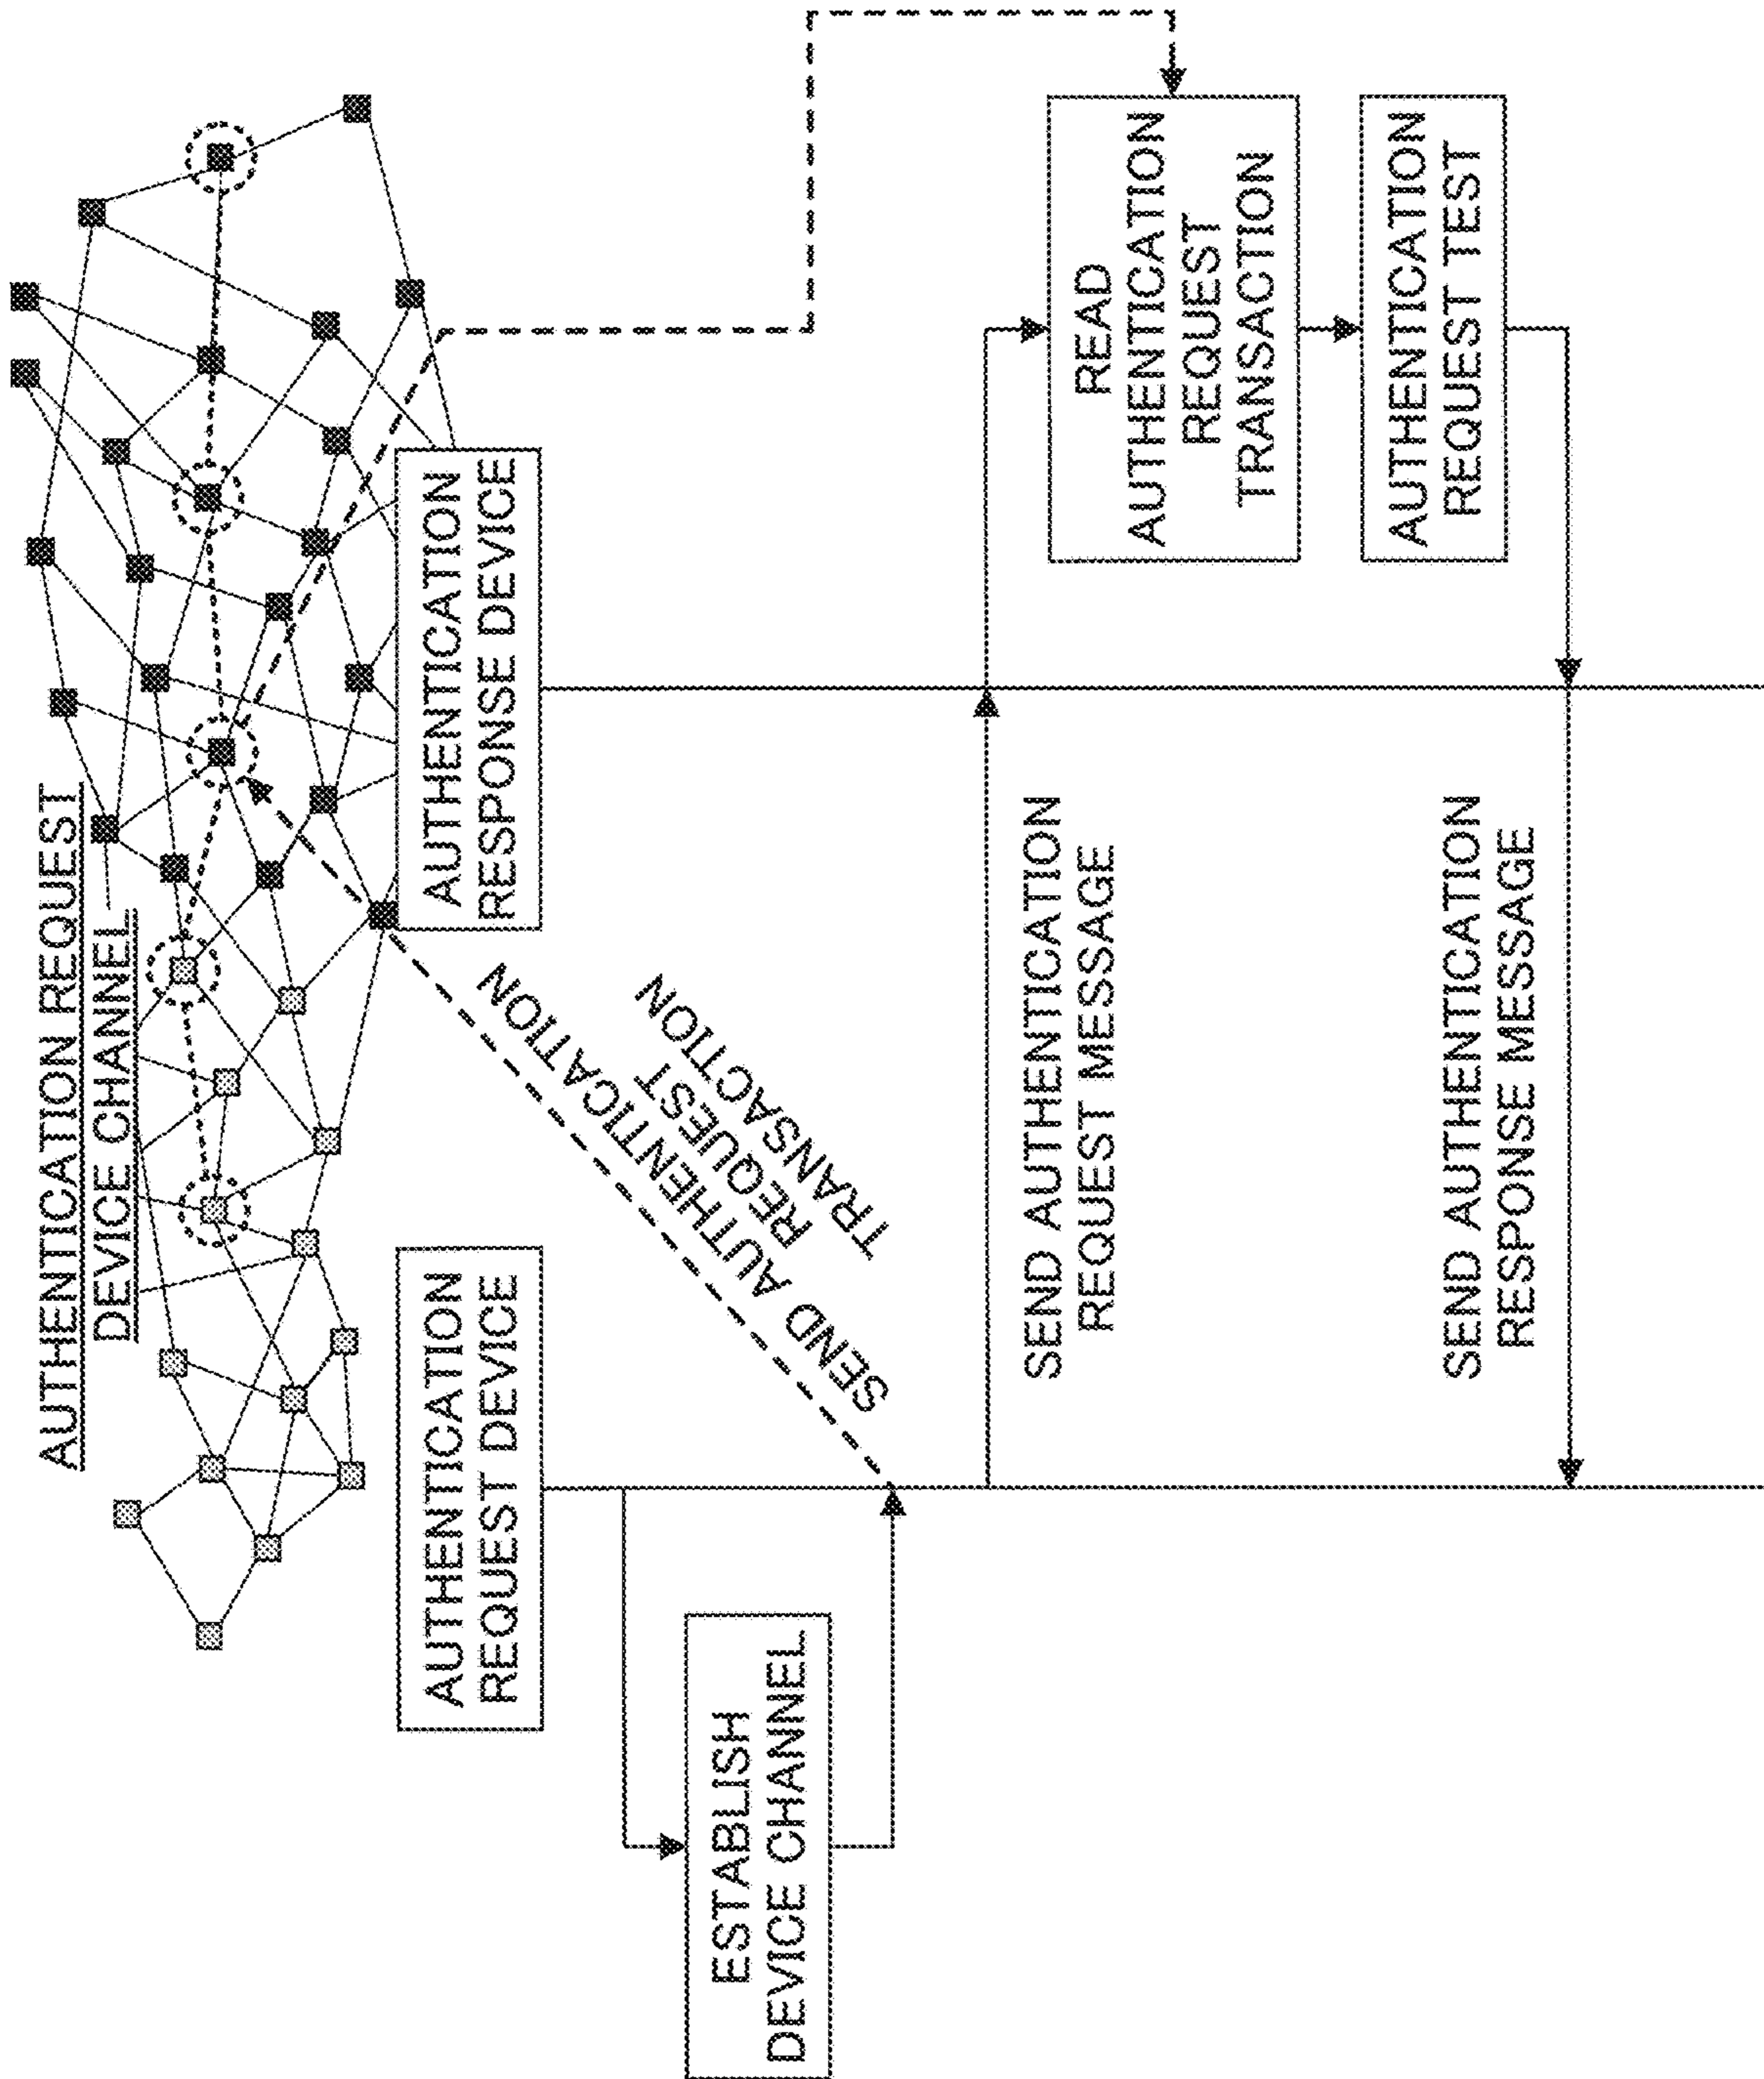 AUTHENTICATION REQUEST
DEVICE CHANNEL
AUTHENTICATION
REQUEST DEVICE
AUTHENTICATION
RESPONSE DEVICE
ESTABLISH
DEVICE CHANNEL
SEND AUTHENTICATION
REQUEST
TRANSACTION
SEND AUTHENTICATION
REQUEST MESSAGE
READ
AUTHENTICATION
REQUEST
TRANSACTION
AUTHENTICATION
REQUEST TEST
SEND AUTHENTICATION
RESPONSE MESSAGE